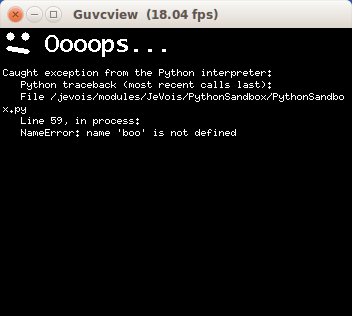 Guvcview  (18.04 fps)
Oooops...
Caught exception from the Python interpreter:
Python traceback (most recent calls last):
File /jevois/modules/JeVois/PythonSandbox/PythonSandbo
x.py
Line 59, in process:
NameError: name 'boo' is not defined